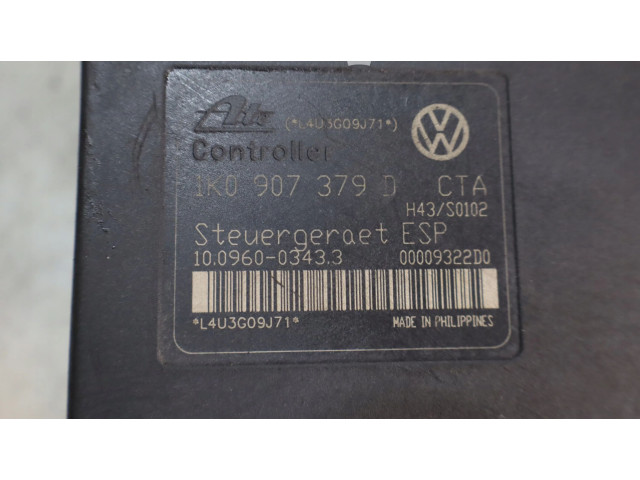 Ate (*L4U3G09J71*)
Controller
1K0 907 379 D CTA
H43/S0102
Steuergeraet ESP
10.0960-0343.3 00009322D0
*L4U3G09J71* MADE IN PHILIPPINES